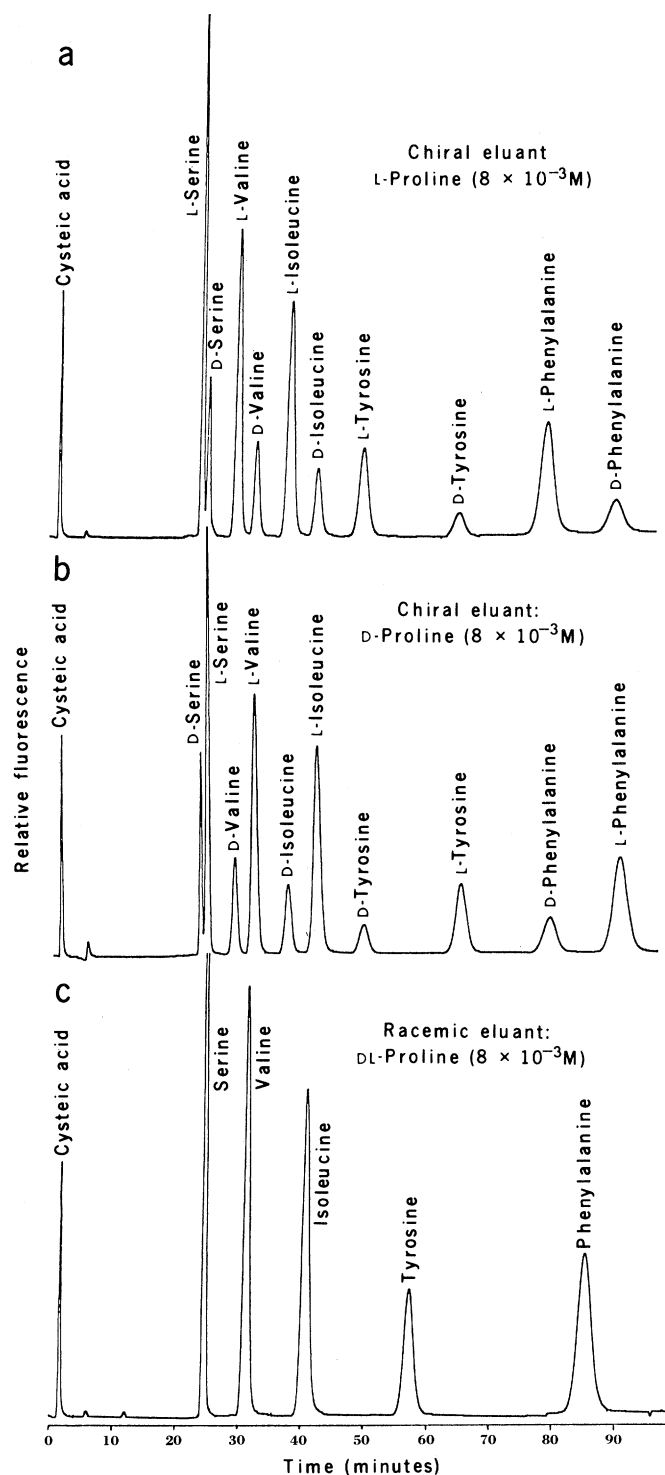 a
Chiral eluant
L-Proline (8 × 10⁻³M)
Cysteic acid
L-Serine
D-Serine
L-Valine
D-Valine
L-Isoleucine
D-Isoleucine
L-Tyrosine
D-Tyrosine
L-Phenylalanine
D-Phenylalanine
b
Chiral eluant:
D-Proline (8 × 10⁻³M)
Relative fluorescence
Cysteic acid
D-Serine
L-Serine
D-Valine
L-Valine
D-Isoleucine
L-Isoleucine
D-Tyrosine
L-Tyrosine
D-Phenylalanine
L-Phenylalanine
c
Racemic eluant:
DL-Proline (8 × 10⁻³M)
Cysteic acid
Serine
Valine
Isoleucine
Tyrosine
Phenylalanine
0 10 20 30 40 50 60 70 80 90
Time (minutes)